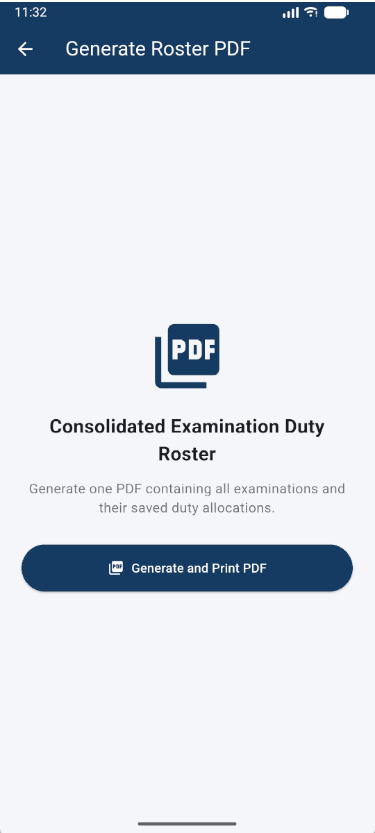 11:32
Generate Roster PDF
PDF
Consolidated Examination Duty
Roster
Generate one PDF containing all examinations and
their saved duty allocations.
PDF Generate and Print PDF